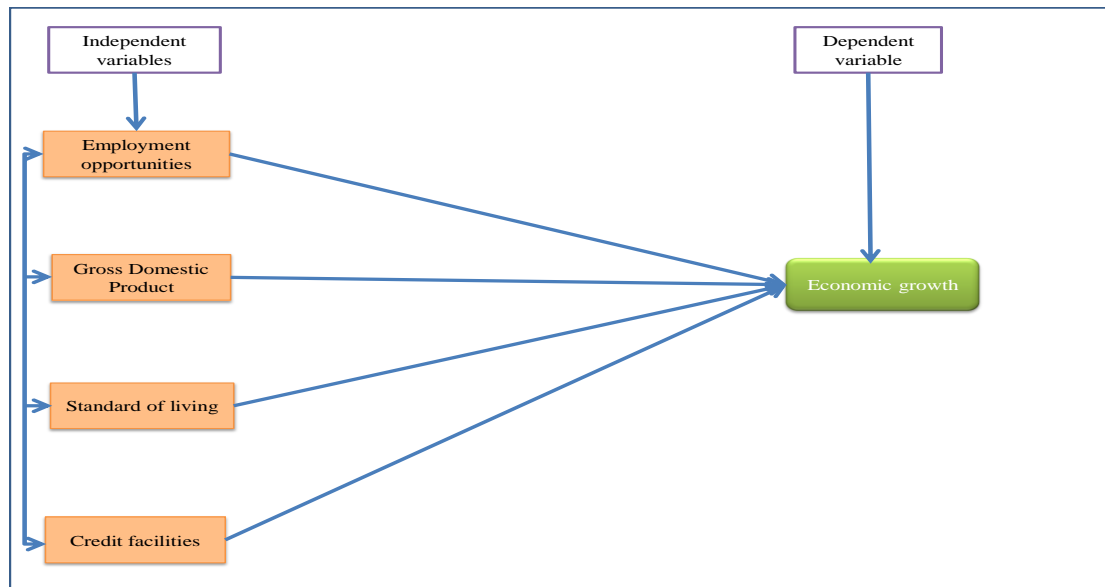 Independent
variables
Dependent
variable
Employment
opportunities
Gross Domestic
Product
Economic growth
Standard of living
Credit facilities